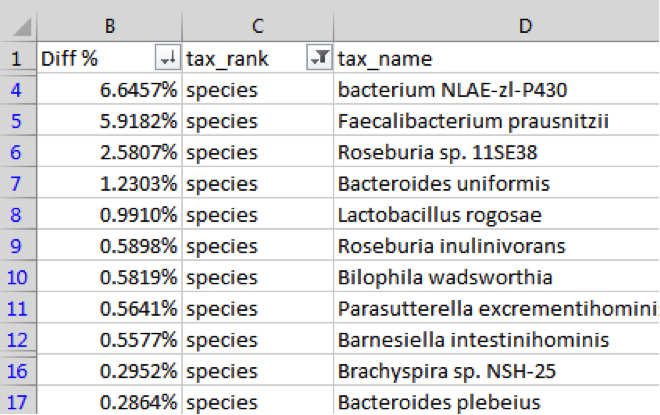 B C D
1 Diff % tax_rank tax_name
4 6.6457% species bacterium NLAE-zl-P430
5 5.9182% species Faecalibacterium prausnitzii
6 2.5807% species Roseburia sp. 11SE38
7 1.2303% species Bacteroides uniformis
8 0.9910% species Lactobacillus rogosae
9 0.5898% species Roseburia inulinivorans
10 0.5819% species Bilophila wadsworthia
11 0.5641% species Parasutterella excrementihominis
12 0.5577% species Barnesiella intestinihominis
16 0.2952% species Brachyspira sp. NSH-25
17 0.2864% species Bacteroides plebeius